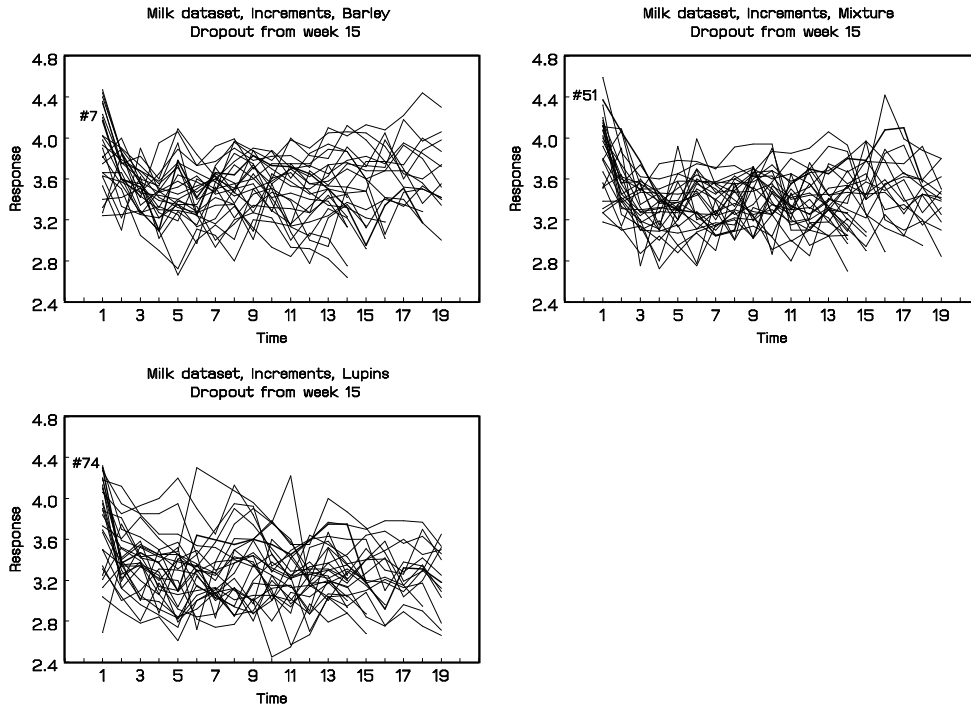 Milk dataset, Increments, Barley
Dropout from week 15
4.8
4.4
4.0
3.6
3.2
2.8
2.4
#7
Response
1 3 5 7 9 11 13 15 17 19
Time
Milk dataset, Increments, Mixture
Dropout from week 15
4.8
4.4
4.0
3.6
3.2
2.8
2.4
#51
Response
1 3 5 7 9 11 13 15 17 19
Time
Milk dataset, Increments, Lupins
Dropout from week 15
4.8
4.4
4.0
3.6
3.2
2.8
2.4
#74
Response
1 3 5 7 9 11 13 15 17 19
Time